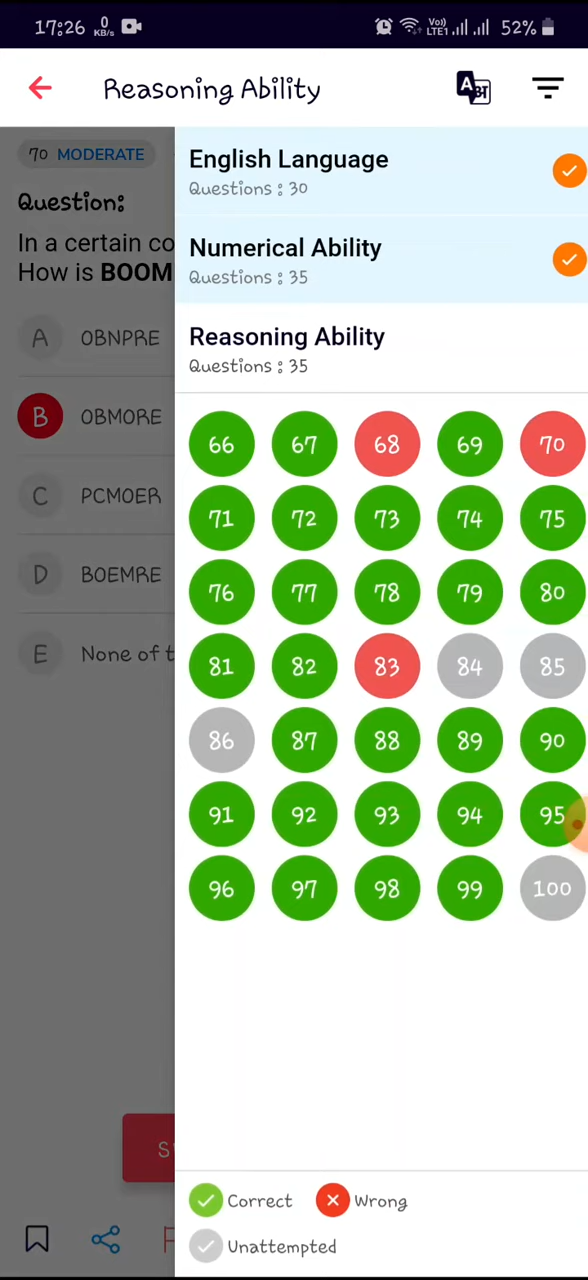 17:26 0 KB/s Vo) LTE1 52%
Reasoning Ability
70 MODERATE
Question:
In a certain co
How is BOOM
A OBNPRE
B OBMORE
C PCMOER
D BOEMRE
E None of t
English Language
Questions : 30
Numerical Ability
Questions : 35
Reasoning Ability
Questions : 35
66 67 68 69 70
71 72 73 74 75
76 77 78 79 80
81 82 83 84 85
86 87 88 89 90
91 92 93 94 95
96 97 98 99 100
S
Correct Wrong
Unattempted